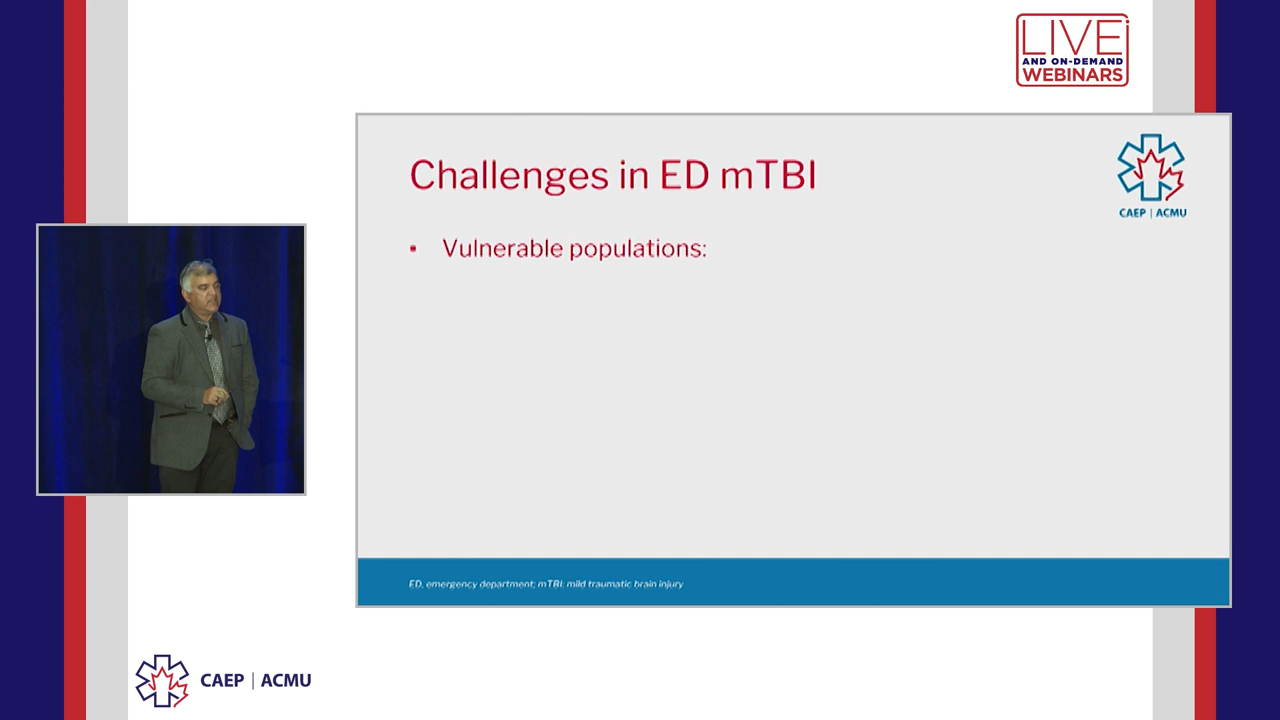 LIVE
AND ON-DEMAND
WEBINARS
Challenges in ED mTBI
CAEP | ACMU
• Vulnerable populations:
ED, emergency department; mTBI: mild traumatic brain injury
CAEP | ACMU